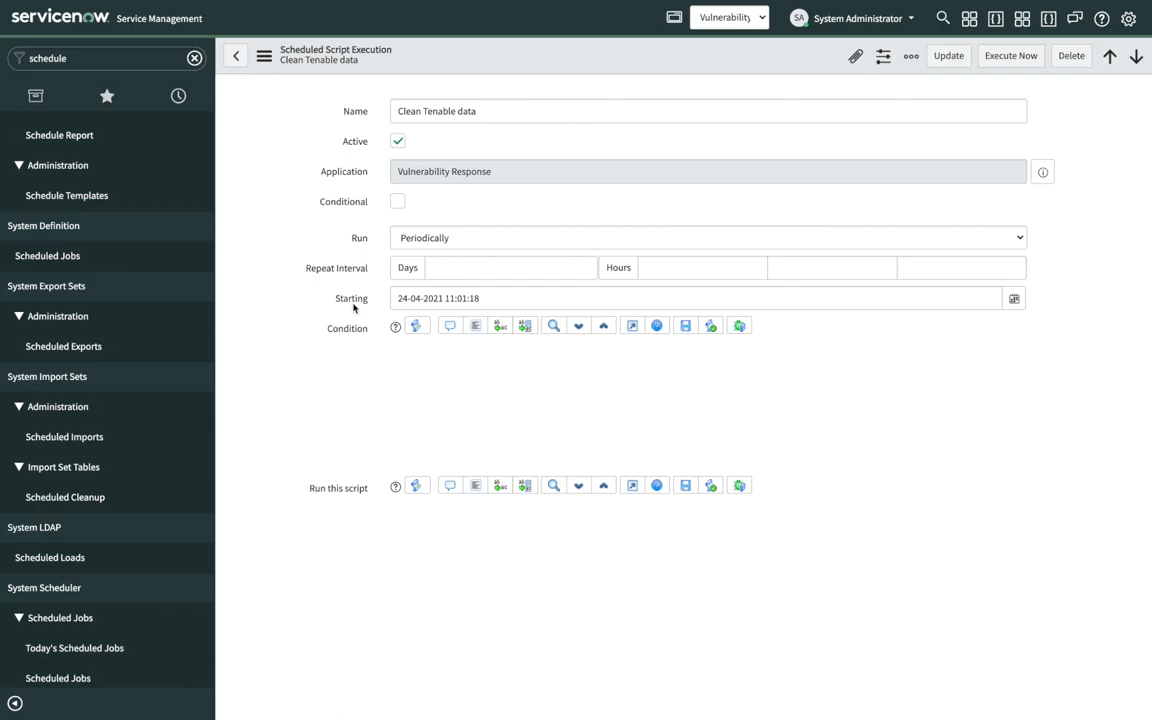 servicenow Service Management
Vulnerability
SA System Administrator
schedule
Scheduled Script Execution
Clean Tenable data
Update
Execute Now
Delete
Schedule Report
Administration
Schedule Templates
System Definition
Scheduled Jobs
System Export Sets
Administration
Scheduled Exports
System Import Sets
Administration
Scheduled Imports
Import Set Tables
Scheduled Cleanup
System LDAP
Scheduled Loads
System Scheduler
Scheduled Jobs
Today's Scheduled Jobs
Scheduled Jobs
Name Clean Tenable data
Active
Application Vulnerability Response
Conditional
Run Periodically
Repeat Interval Days Hours
Starting 24-04-2021 11:01:18
Condition
Run this script